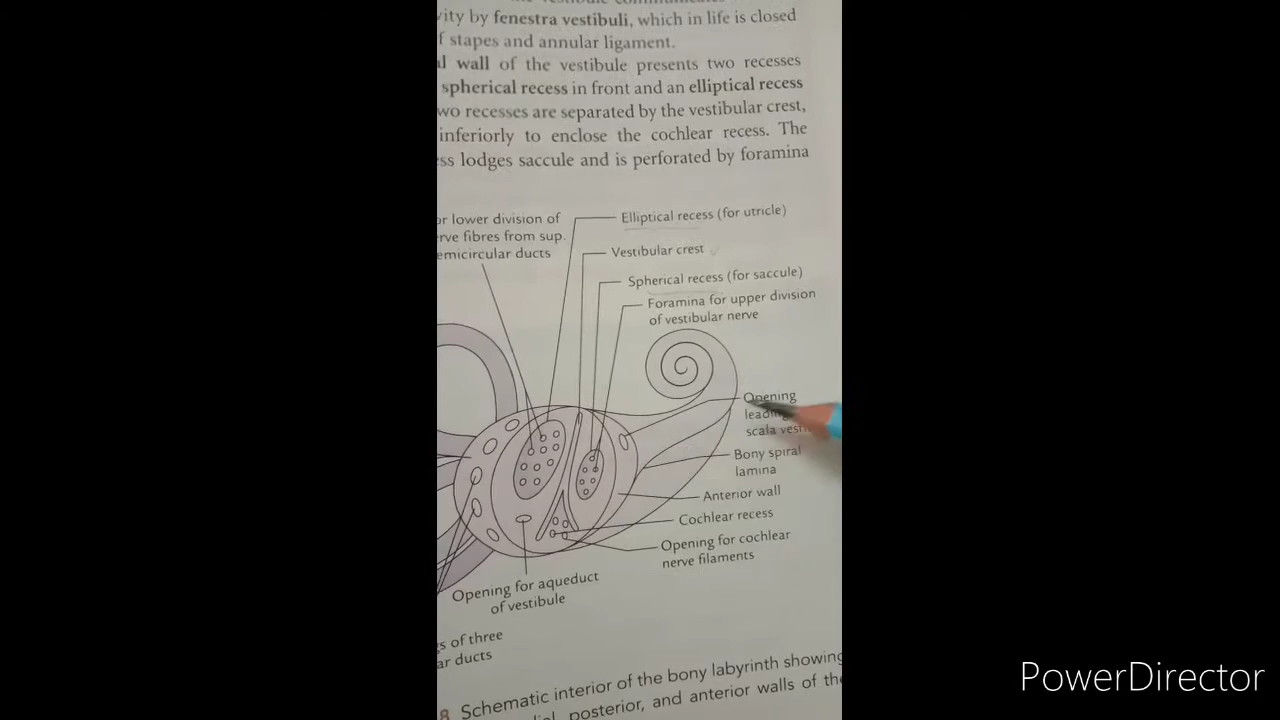 ity by fenestra vestibuli, which in life is closed
f stapes and annular ligament.
wall of the vestibule presents two recesses
spherical recess in front and an elliptical recess
wo recesses are separated by the vestibular crest,
inferiorly to enclose the cochlear recess. The
ss lodges saccule and is perforated by foramina
or lower division of
rve fibres from sup.
emicircular ducts
Elliptical recess (for utricle)
Vestibular crest
Spherical recess (for saccule)
Foramina for upper division
of vestibular nerve
Opening
scala
Bony spiral
lamina
Anterior wall
Cochlear recess
Opening for cochlear
nerve filaments
Opening for aqueduct
of vestibule
s of three
ar ducts
8 Schematic interior of the bony labyrinth showing
posterior, and anterior walls of the
PowerDirector